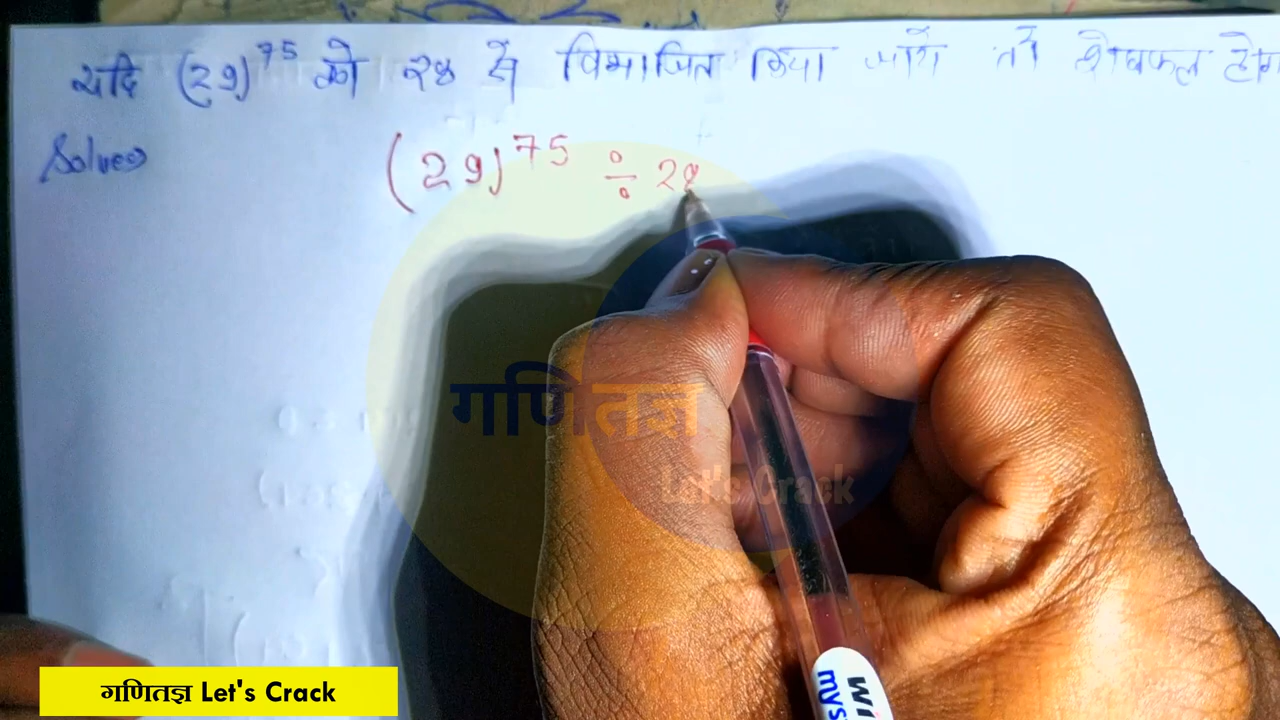 यदि (29)⁷⁵ को 28 से विभाजित किया जाये तो शेषफल होगा
Solve
(29)⁷⁵ ÷ 28
गणितज्ञ
Let's Crack
गणितज्ञ Let's Crack